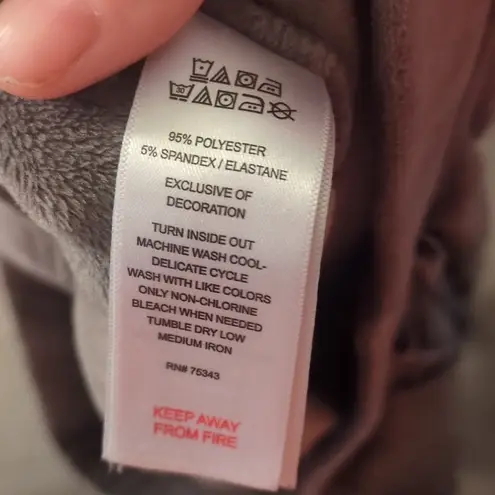 30
95% POLYESTER
5% SPANDEX / ELASTANE
EXCLUSIVE OF
DECORATION
TURN INSIDE OUT
MACHINE WASH COOL-
DELICATE CYCLE
WASH WITH LIKE COLORS
ONLY NON-CHLORINE
BLEACH WHEN NEEDED
TUMBLE DRY LOW
MEDIUM IRON
RN# 75343
KEEP AWAY
FROM FIRE